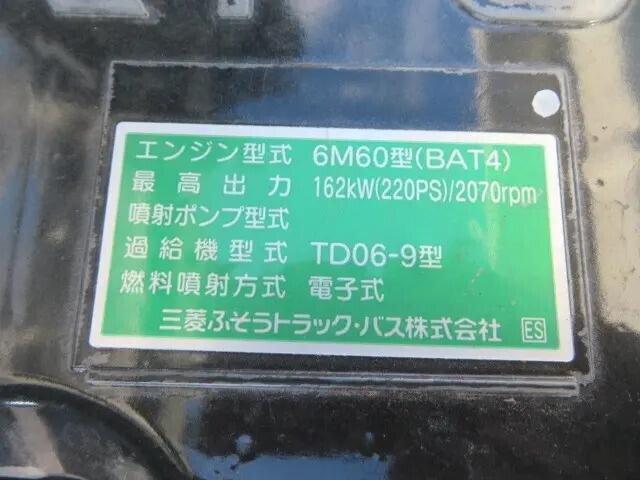 エンジン型式 6M60型(BAT4)
最高出力 162kW(220PS)/2070rpm
噴射ポンプ型式
過給機型式 TD06-9型
燃料噴射方式 電子式
三菱ふそうトラック・バス株式会社 ES